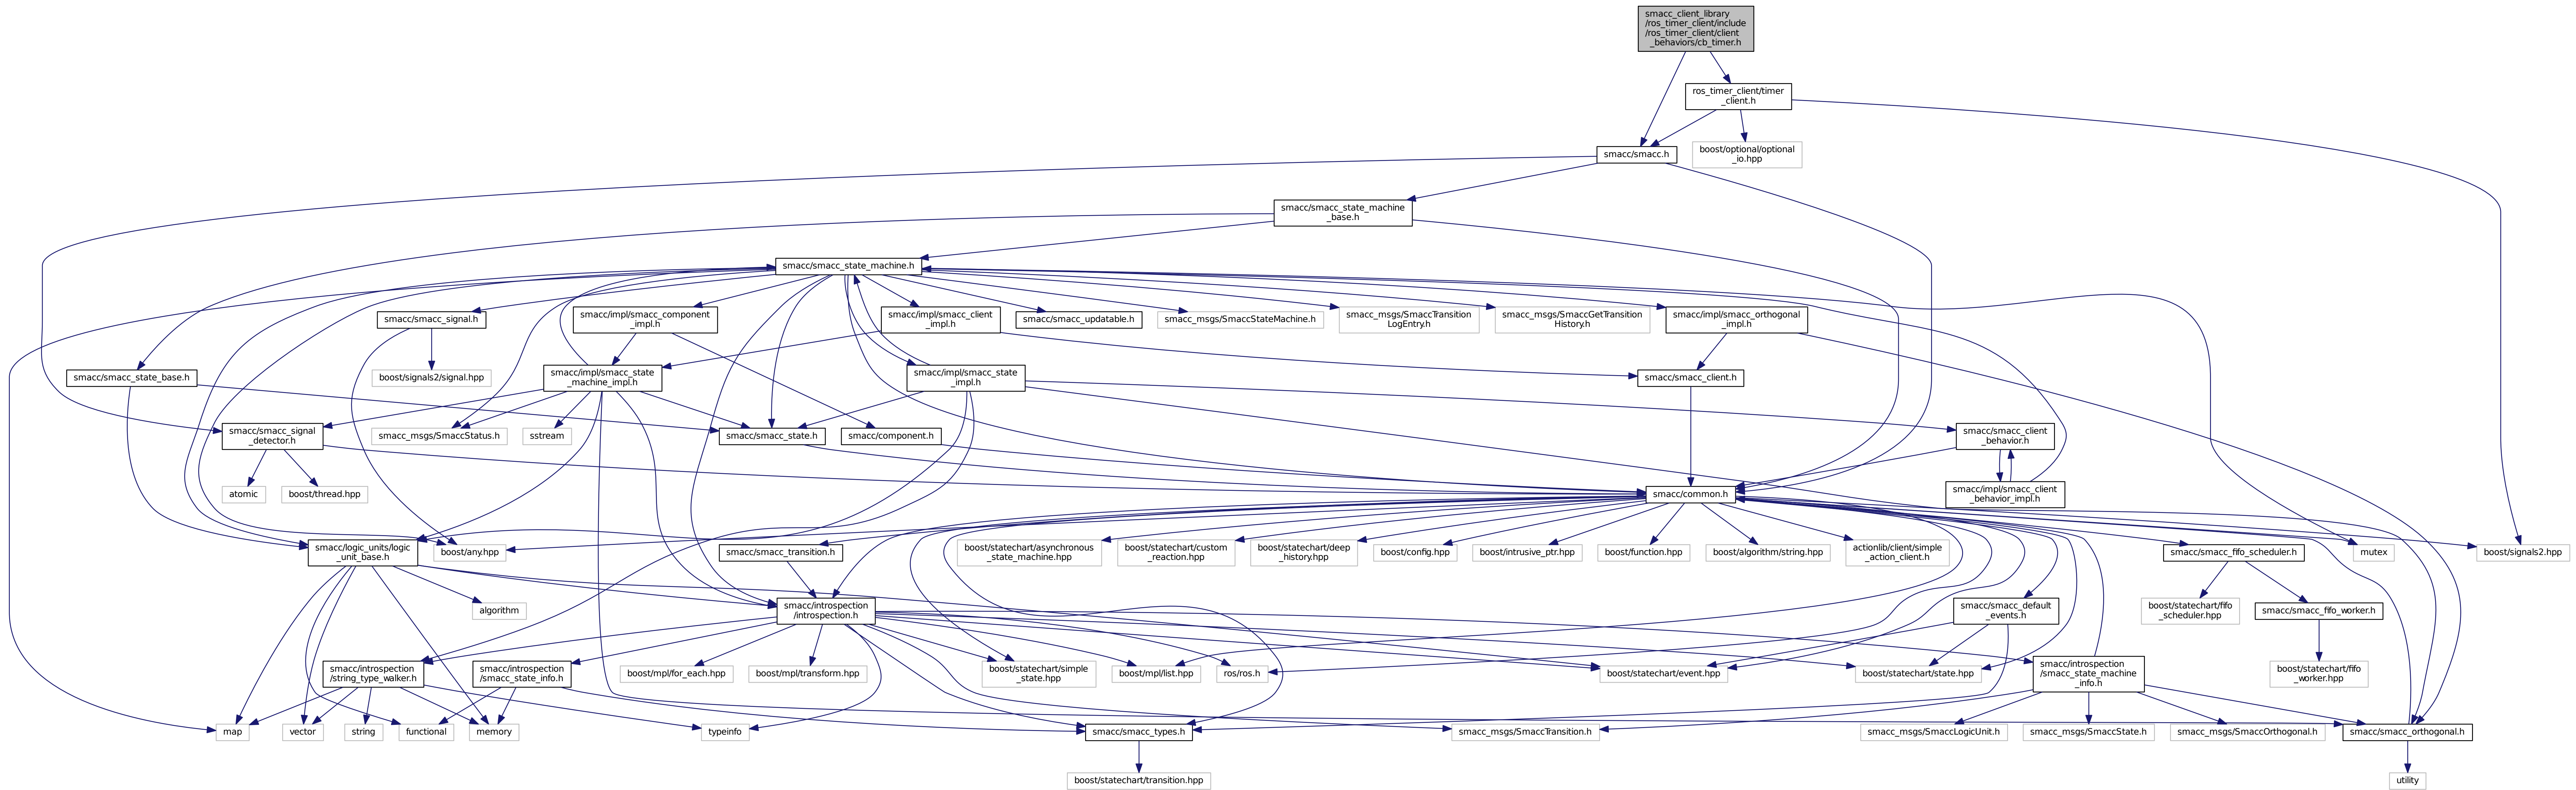 smacc_client_library
/ros_timer_client/include
/ros_timer_client/client
_behaviors/cb_timer.h
ros_timer_client/timer
_client.h
smacc/smacc.h
boost/optional/optional
_io.hpp
smacc/smacc_state_machine
_base.h
smacc/smacc_state_machine.h
smacc/smacc_signal.h
smacc/impl/smacc_component
_impl.h
smacc/impl/smacc_client
_impl.h
smacc/smacc_updatable.h
smacc_msgs/SmaccStateMachine.h
smacc_msgs/SmaccTransition
LogEntry.h
smacc_msgs/SmaccGetTransition
History.h
smacc/impl/smacc_orthogonal
_impl.h
smacc/smacc_state_base.h
boost/signals2/signal.hpp
smacc/impl/smacc_state
_machine_impl.h
smacc/impl/smacc_state
_impl.h
smacc/smacc_client.h
smacc/smacc_signal
_detector.h
smacc_msgs/SmaccStatus.h
sstream
smacc/smacc_state.h
smacc/component.h
smacc/smacc_client
_behavior.h
atomic
boost/thread.hpp
smacc/common.h
smacc/impl/smacc_client
_behavior_impl.h
smacc/logic_units/logic
_unit_base.h
boost/any.hpp
smacc/smacc_transition.h
boost/statechart/asynchronous
_state_machine.hpp
boost/statechart/custom
_reaction.hpp
boost/statechart/deep
_history.hpp
boost/config.hpp
boost/intrusive_ptr.hpp
boost/function.hpp
boost/algorithm/string.hpp
actionlib/client/simple
_action_client.h
smacc/smacc_fifo_scheduler.h
mutex
boost/signals2.hpp
algorithm
smacc/introspection
/introspection.h
smacc/smacc_default
_events.h
boost/statechart/fifo
_scheduler.hpp
smacc/smacc_fifo_worker.h
smacc/introspection
/string_type_walker.h
smacc/introspection
/smacc_state_info.h
boost/mpl/for_each.hpp
boost/mpl/transform.hpp
boost/statechart/simple
_state.hpp
boost/mpl/list.hpp
ros/ros.h
boost/statechart/event.hpp
boost/statechart/state.hpp
smacc/introspection
/smacc_state_machine
_info.h
boost/statechart/fifo
_worker.hpp
map
vector
string
functional
memory
typeinfo
smacc/smacc_types.h
smacc_msgs/SmaccTransition.h
smacc_msgs/SmaccLogicUnit.h
smacc_msgs/SmaccState.h
smacc_msgs/SmaccOrthogonal.h
smacc/smacc_orthogonal.h
boost/statechart/transition.hpp
utility